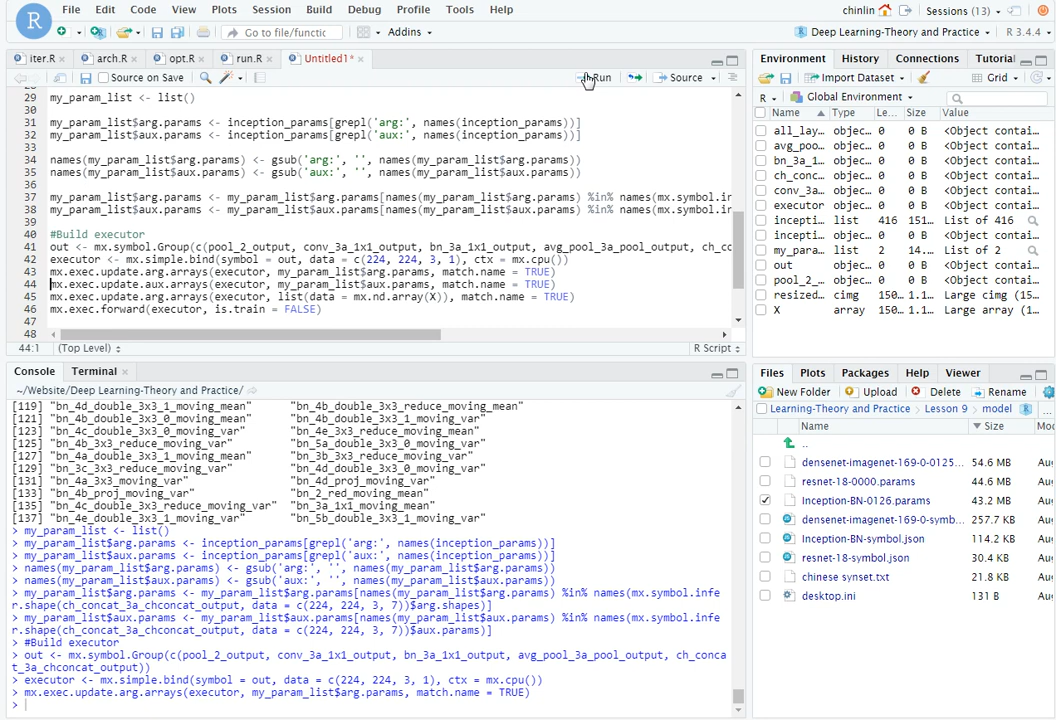 File Edit Code View Plots Session Build Debug Profile Tools Help
chinlin
Sessions (13)
Go to file/functic
Addins
Deep Learning-Theory and Practice
R 3.4.4
iter.R × arch.R × opt.R × run.R × Untitled1* ×
Source on Save
Run
Source
29 my_param_list <- list()
30
31 my_param_list$arg.params <- inception_params[grepl('arg:', names(inception_params))]
32 my_param_list$aux.params <- inception_params[grepl('aux:', names(inception_params))]
33
34 names(my_param_list$arg.params) <- gsub('arg:', '', names(my_param_list$arg.params))
35 names(my_param_list$aux.params) <- gsub('aux:', '', names(my_param_list$aux.params))
36
37 my_param_list$arg.params <- my_param_list$arg.params[names(my_param_list$arg.params) %in% names(mx.symbol.ir
38 my_param_list$aux.params <- my_param_list$aux.params[names(my_param_list$aux.params) %in% names(mx.symbol.ir
39
40 #Build executor
41 out <- mx.symbol.Group(c(pool_2_output, conv_3a_1x1_output, bn_3a_1x1_output, avg_pool_3a_pool_output, ch_cc
42 executor <- mx.simple.bind(symbol = out, data = c(224, 224, 3, 1), ctx = mx.cpu())
43 mx.exec.update.arg.arrays(executor, my_param_list$arg.params, match.name = TRUE)
44 mx.exec.update.aux.arrays(executor, my_param_list$aux.params, match.name = TRUE)
45 mx.exec.update.arg.arrays(executor, list(data = mx.nd.array(X)), match.name = TRUE)
46 mx.exec.forward(executor, is.train = FALSE)
47
48
44:1 (Top Level) R Script
Console Terminal ×
~/Website/Deep Learning-Theory and Practice/
[119] "bn_4d_double_3x3_1_moving_mean" "bn_4b_double_3x3_reduce_moving_mean"
[121] "bn_4b_double_3x3_0_moving_mean" "bn_4b_double_3x3_1_moving_var"
[123] "bn_4c_double_3x3_0_moving_var" "bn_4e_3x3_reduce_moving_mean"
[125] "bn_4b_3x3_reduce_moving_var" "bn_5a_double_3x3_0_moving_var"
[127] "bn_4a_double_3x3_1_moving_mean" "bn_3b_3x3_reduce_moving_var"
[129] "bn_3c_3x3_reduce_moving_var" "bn_4d_double_3x3_0_moving_mean"
[131] "bn_4a_3x3_moving_var" "bn_4d_proj_moving_var"
[133] "bn_4b_proj_moving_var" "bn_2_red_moving_mean"
[135] "bn_4c_double_3x3_reduce_moving_var" "bn_3a_1x1_moving_mean"
[137] "bn_4e_double_3x3_1_moving_var" "bn_5b_double_3x3_1_moving_var"
> my_param_list <- list()
> my_param_list$arg.params <- inception_params[grepl('arg:', names(inception_params))]
> my_param_list$aux.params <- inception_params[grepl('aux:', names(inception_params))]
> names(my_param_list$arg.params) <- gsub('arg:', '', names(my_param_list$arg.params))
> names(my_param_list$aux.params) <- gsub('aux:', '', names(my_param_list$aux.params))
> my_param_list$arg.params <- my_param_list$arg.params[names(my_param_list$arg.params) %in% names(mx.symbol.infe
r.shape(ch_concat_3a_chconcat_output, data = c(224, 224, 3, 7))$arg.shapes)]
> my_param_list$aux.params <- my_param_list$aux.params[names(my_param_list$aux.params) %in% names(mx.symbol.infe
r.shape(ch_concat_3a_chconcat_output, data = c(224, 224, 3, 7))$aux.params)]
> #Build executor
> out <- mx.symbol.Group(c(pool_2_output, conv_3a_1x1_output, bn_3a_1x1_output, avg_pool_3a_pool_output, ch_conca
t_3a_chconcat_output))
> executor <- mx.simple.bind(symbol = out, data = c(224, 224, 3, 1), ctx = mx.cpu())
> mx.exec.update.arg.arrays(executor, my_param_list$arg.params, match.name = TRUE)
>
Environment History Connections Tutorial
Import Dataset
Grid
R Global Environment
Name Type Le... Size Value
all_lay... objec... 0 0 B <Object contai...
avg_poo... objec... 0 0 B <Object contai...
bn_3a_1... objec... 0 0 B <Object contai...
ch_conc... objec... 0 0 B <Object contai...
conv_3a... objec... 0 0 B <Object contai...
executor objec... 0 0 B <Object contai...
incepti... list 416 151... List of 416
incepti... objec... 0 0 B <Object contai...
my_para... list 2 14... List of 2
out objec... 0 0 B <Object contai...
pool_2_... objec... 0 0 B <Object contai...
resized... cimg 150... 1.1... Large cimg (15...
X array 150... 1.1... Large array (1...
Files Plots Packages Help Viewer
New Folder Upload Delete Rename
Learning-Theory and Practice Lesson 9 model
Name Size Mo
..
densenet-imagenet-169-0-0125... 54.6 MB Au
resnet-18-0000.params 44.6 MB Au
Inception-BN-0126.params 43.2 MB Au
densenet-imagenet-169-0-symb... 257.7 KB Au
Inception-BN-symbol.json 114.2 KB Au
resnet-18-symbol.json 30.4 KB Au
chinese synset.txt 21.8 KB Au
desktop.ini 131 B Au